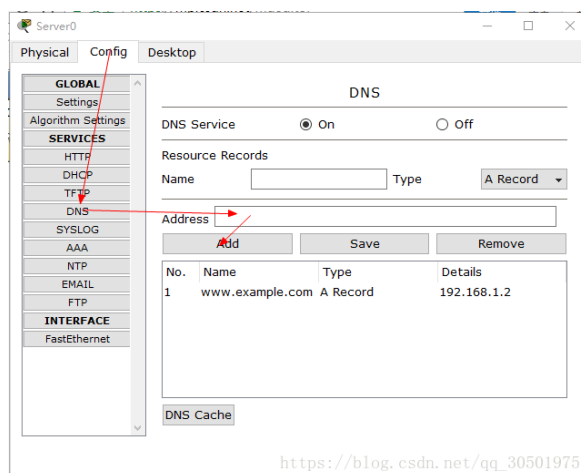 Server0
Physical Config Desktop
GLOBAL
Settings
Algorithm Settings
SERVICES
HTTP
DHCP
TFTP
DNS
SYSLOG
AAA
NTP
EMAIL
FTP
INTERFACE
FastEthernet
DNS
DNS Service On Off
Resource Records
Name Type A Record
Address
Add Save Remove
No. Name Type Details
1 www.example.com A Record 192.168.1.2
DNS Cache
https://blog.csdn.net/qq_30501975